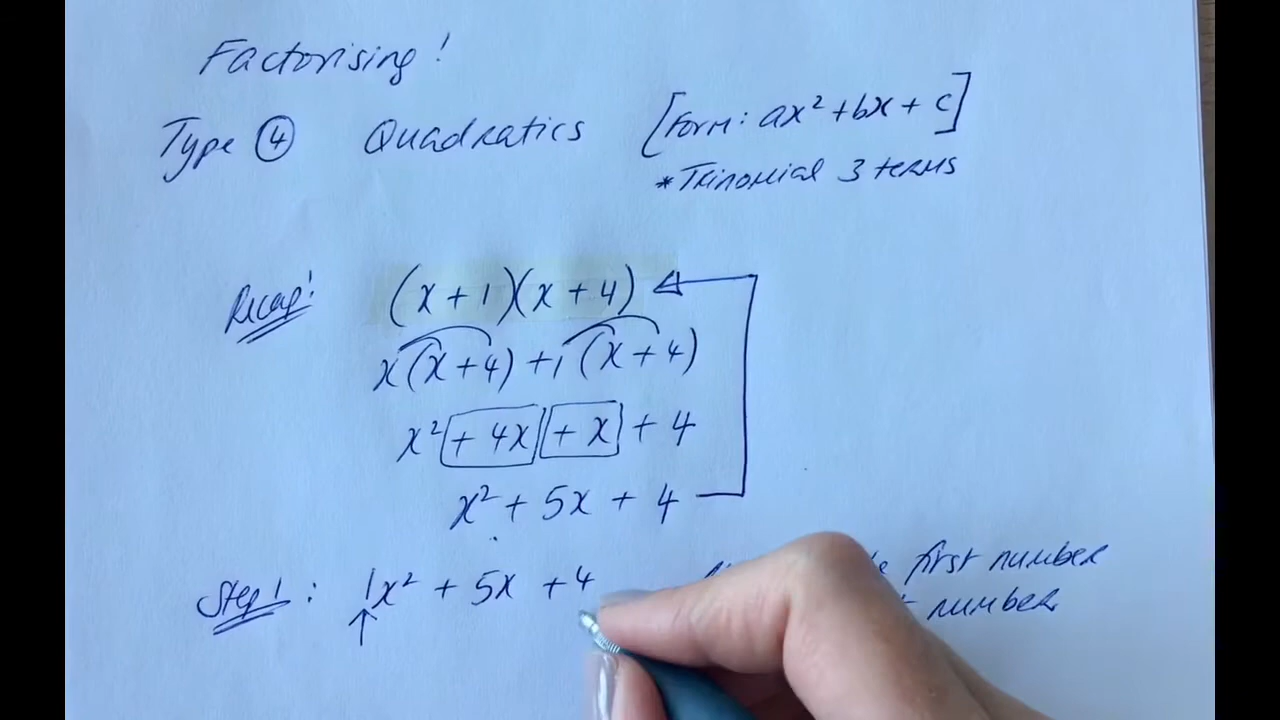 Factorising!
Type ④ Quadratics [Form: ax² + bx + c]
*Trinomial 3 terms
Recap! (x + 1)(x + 4)
x(x + 4) + 1(x + 4)
x² + 4x + x + 4
x² + 5x + 4
Step 1: 1x² + 5x + 4 first number
number